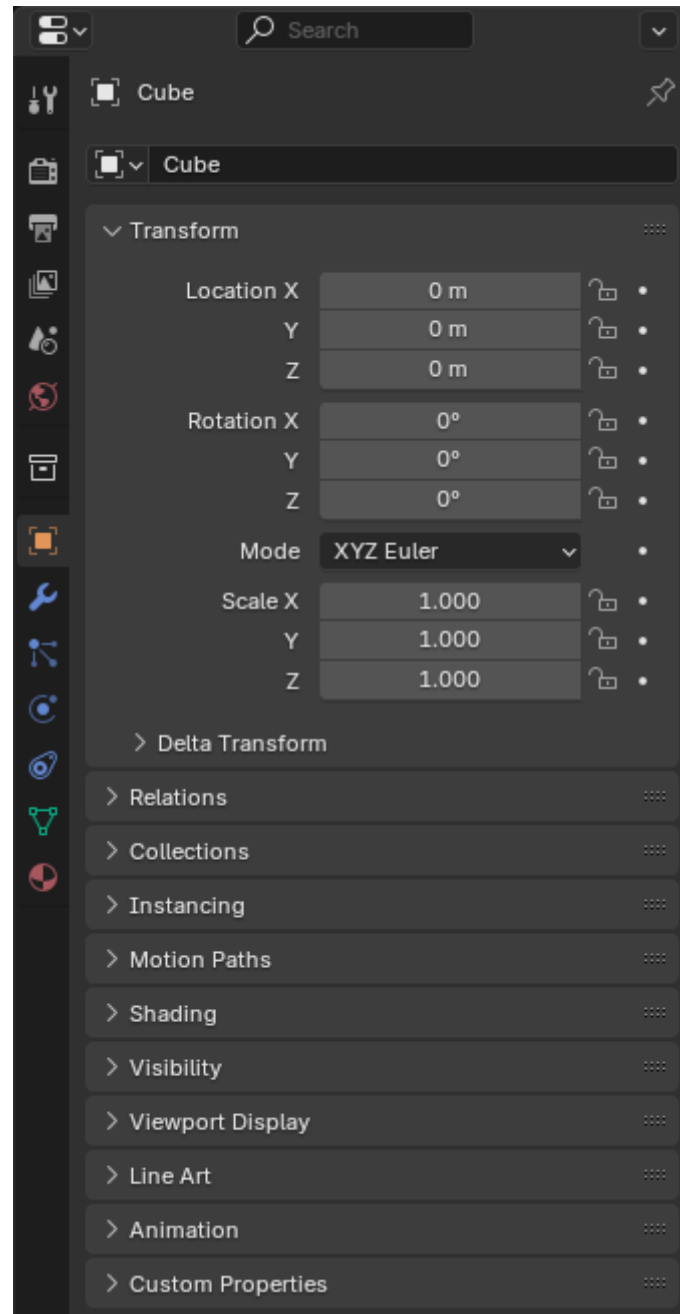 Search
Cube
Cube
Transform
Location X 0 m
Y 0 m
Z 0 m
Rotation X 0°
Y 0°
Z 0°
Mode XYZ Euler
Scale X 1.000
Y 1.000
Z 1.000
Delta Transform
Relations
Collections
Instancing
Motion Paths
Shading
Visibility
Viewport Display
Line Art
Animation
Custom Properties